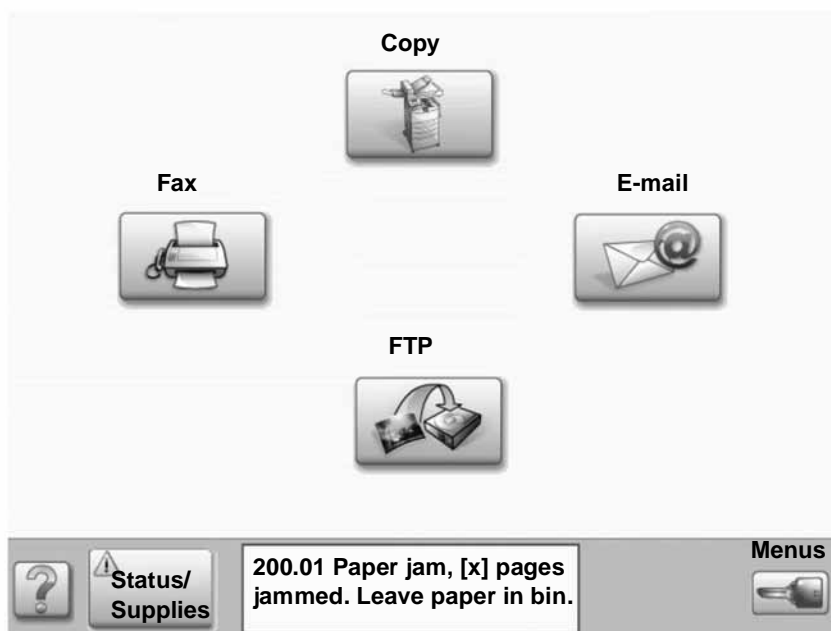 Copy
Fax
E-mail
FTP
Status/
Supplies
200.01 Paper jam, [x] pages
jammed. Leave paper in bin.
Menus